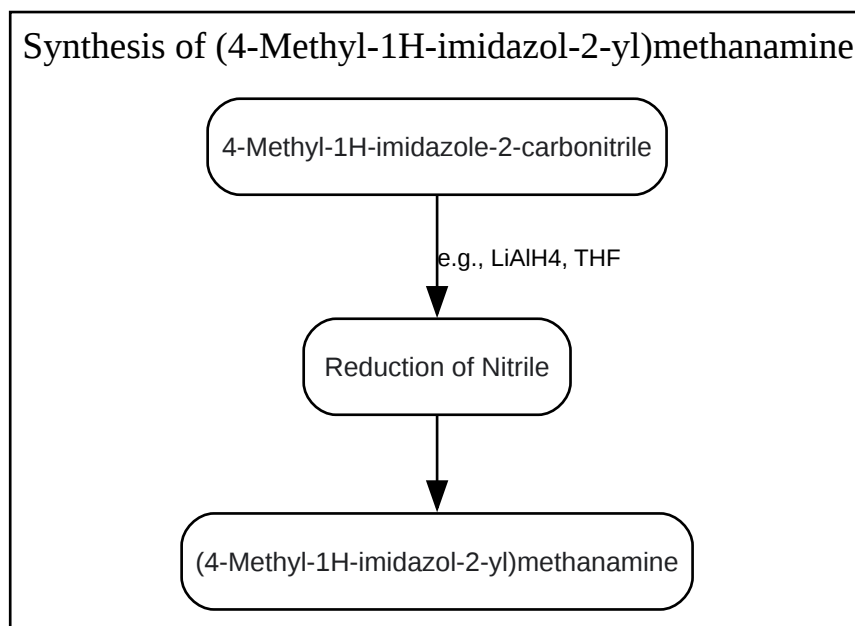 Synthesis of (4-Methyl-1H-imidazol-2-yl)methanamine
4-Methyl-1H-imidazole-2-carbonitrile
e.g., LiAlH4, THF
Reduction of Nitrile
(4-Methyl-1H-imidazol-2-yl)methanamine